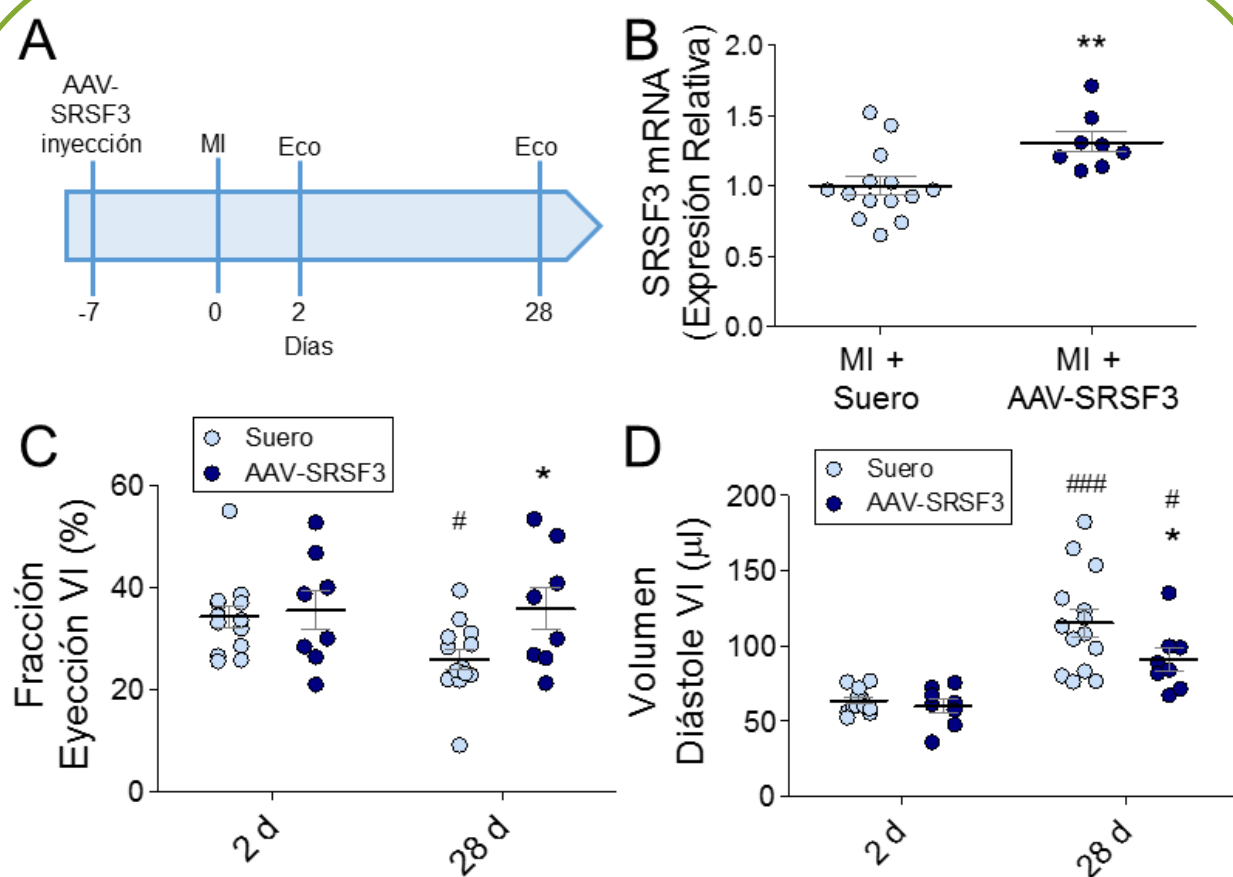 A
AAV-
SRSF3
inyección
MI
Eco
Eco
-7
0
2
28
Días
B
SRSF3 mRNA
(Expresión Relativa)
2.0
1.5
1.0
0.5
0.0
**
MI +
Suero
MI +
AAV-SRSF3
C
Suero
AAV-SRSF3
Fracción
Eyección VI (%)
60
40
20
0
#
*
2 d
28 d
D
Suero
AAV-SRSF3
Volumen
Diástole VI (µl)
200
150
100
50
0
###
#
*
2 d
28 d